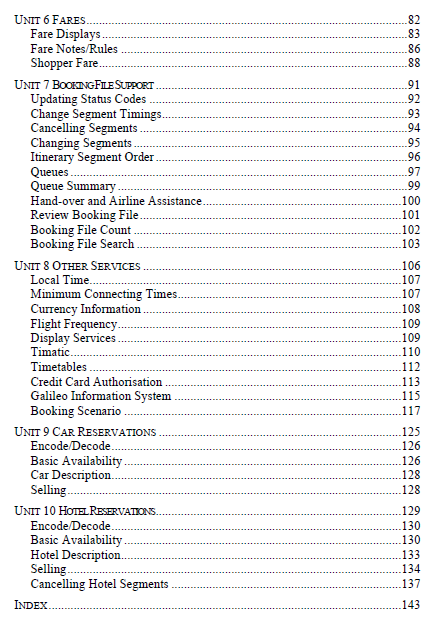 UNIT 6 FARES 82
Fare Displays 83
Fare Notes/Rules 86
Shopper Fare 88
UNIT 7 BOOKING FILE SUPPORT 91
Updating Status Codes 92
Change Segment Timings 93
Cancelling Segments 94
Changing Segments 95
Itinerary Segment Order 96
Queues 97
Queue Summary 99
Hand-over and Airline Assistance 100
Review Booking File 101
Booking File Count 102
Booking File Search 103
UNIT 8 OTHER SERVICES 106
Local Time 107
Minimum Connecting Times 107
Currency Information 108
Flight Frequency 109
Display Services 109
Timatic 110
Timetables 112
Credit Card Authorisation 113
Galileo Information System 115
Booking Scenario 117
UNIT 9 CAR RESERVATIONS 125
Encode/Decode 126
Basic Availability 126
Car Description 128
Selling 128
UNIT 10 HOTEL RESERVATIONS 129
Encode/Decode 130
Basic Availability 130
Hotel Description 133
Selling 134
Cancelling Hotel Segments 137
INDEX 143